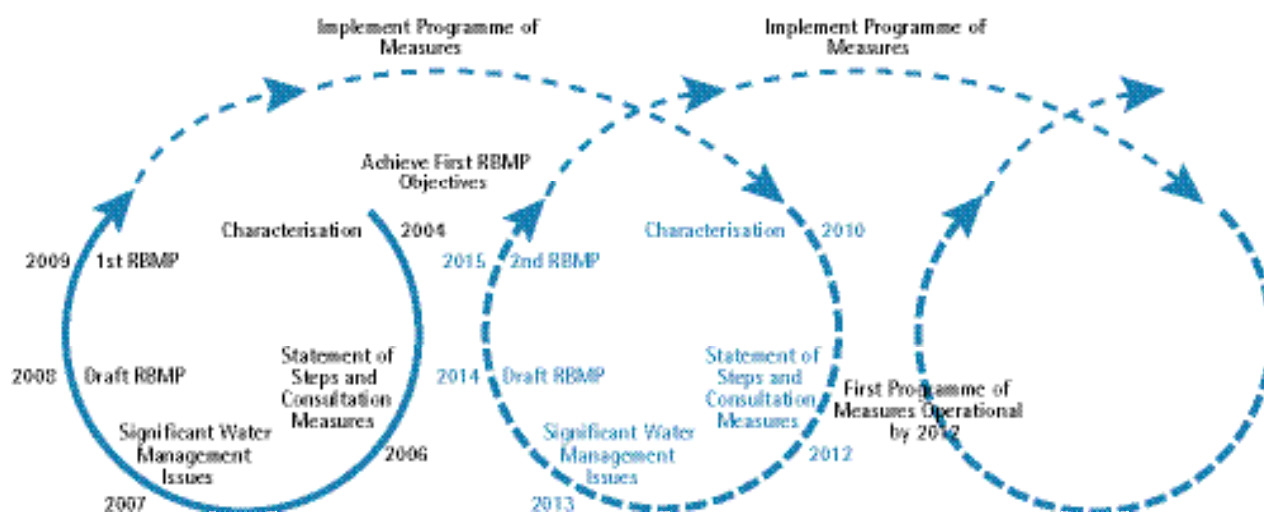 Implement Programme of
Measures
Implement Programme of
Measures
Achieve First RBMP
Objectives
Characterisation
2004
2009
1st RBMP
Statement of
Steps and
Consultation
Measures
2008
Draft RBMP
Significant Water
Management
Issues
2006
2007
Characterisation
2010
2015
2nd RBMP
Statement of
Steps and
Consultation
Measures
2014
Draft RBMP
Significant Water
Management
Issues
2012
2013
First Programme of
Measures Operational
by 2012